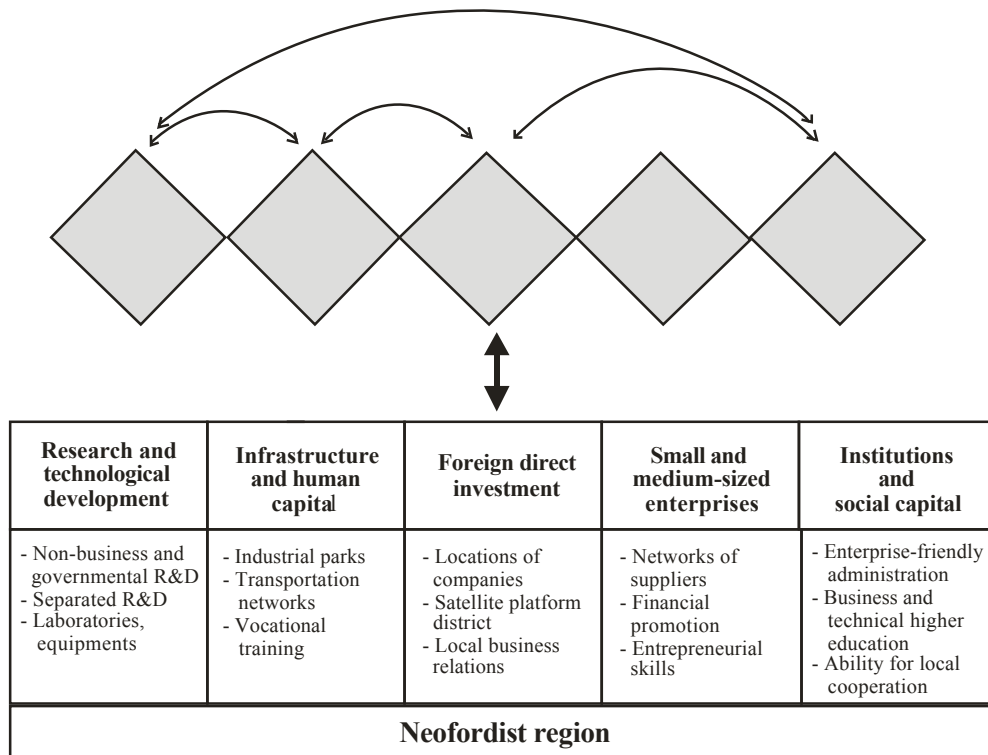 Research and
technological
development
Infrastructure
and human
capital
Foreign direct
investment
Small and
medium-sized
enterprises
Institutions
and
social capital
- Non-business and
governmental R&D
- Separated R&D
- Laboratories,
equipments
- Industrial parks
- Transportation
networks
- Vocational
training
- Locations of
companies
- Satellite platform
district
- Local business
relations
- Networks of
suppliers
- Financial
promotion
- Entrepreneurial
skills
- Enterprise-friendly
administration
- Business and
technical higher
education
- Ability for local
cooperation
Neofordist region